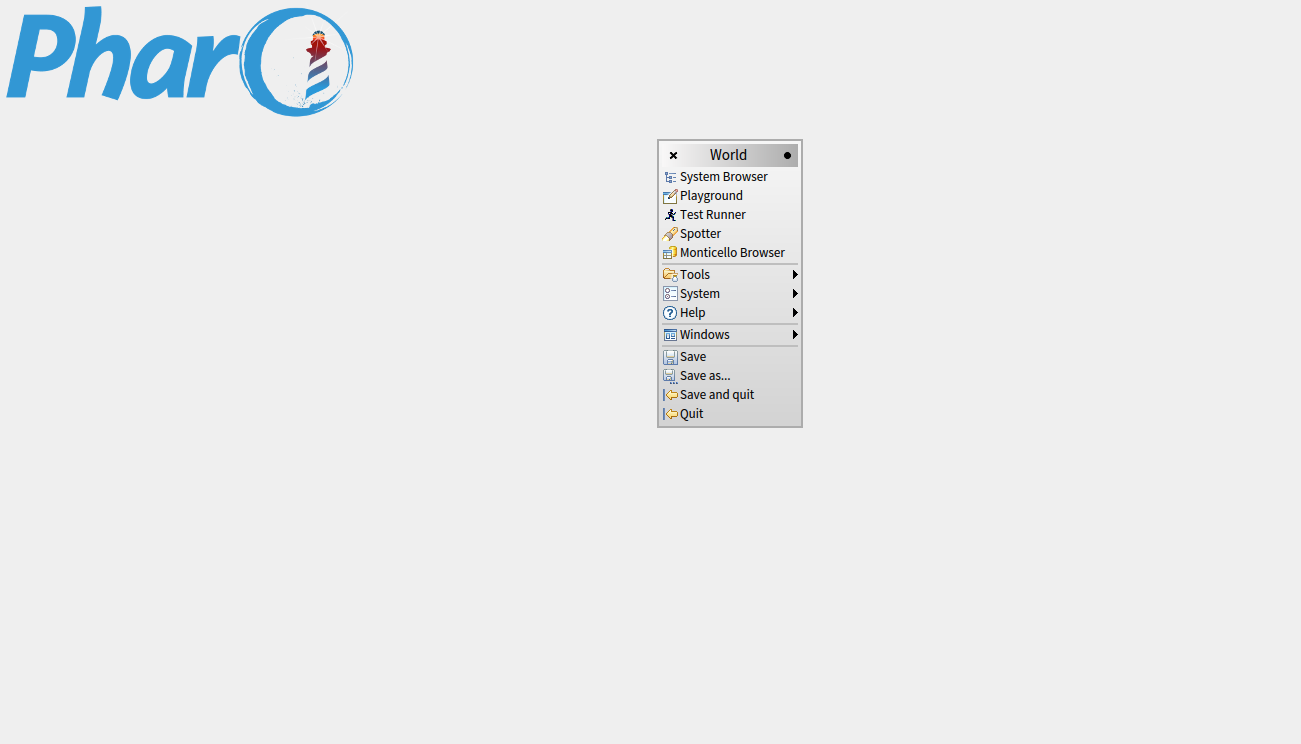 Pharo
World
System Browser
Playground
Test Runner
Spotter
Monticello Browser
Tools
System
Help
Windows
Save
Save as...
Save and quit
Quit